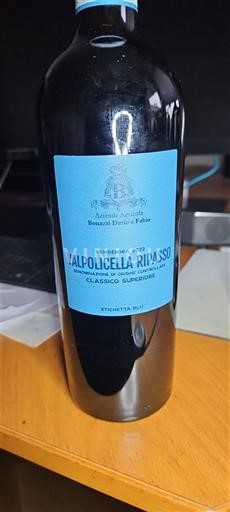 B
Azienda Agricola
Bonazzi Dario e Fabio
VENDEMMIA 2022
VALPOLICELLA RIPASSO
DENOMINAZIONE DI ORIGINE CONTROLLATA
CLASSICO SUPERIORE
ETICHETTA BLU